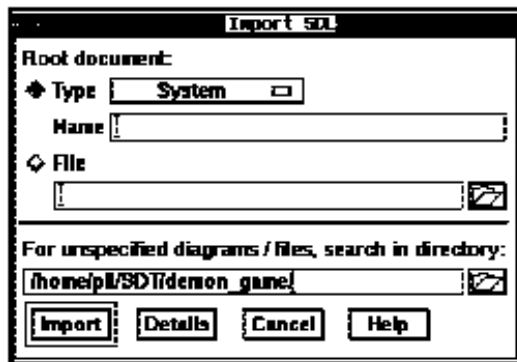 Import SDL
Root document:
Type System
Name
File
For unspecified diagrams / files, search in directory:
/home/pll/SDT/demon_game/
Import Details Cancel Help